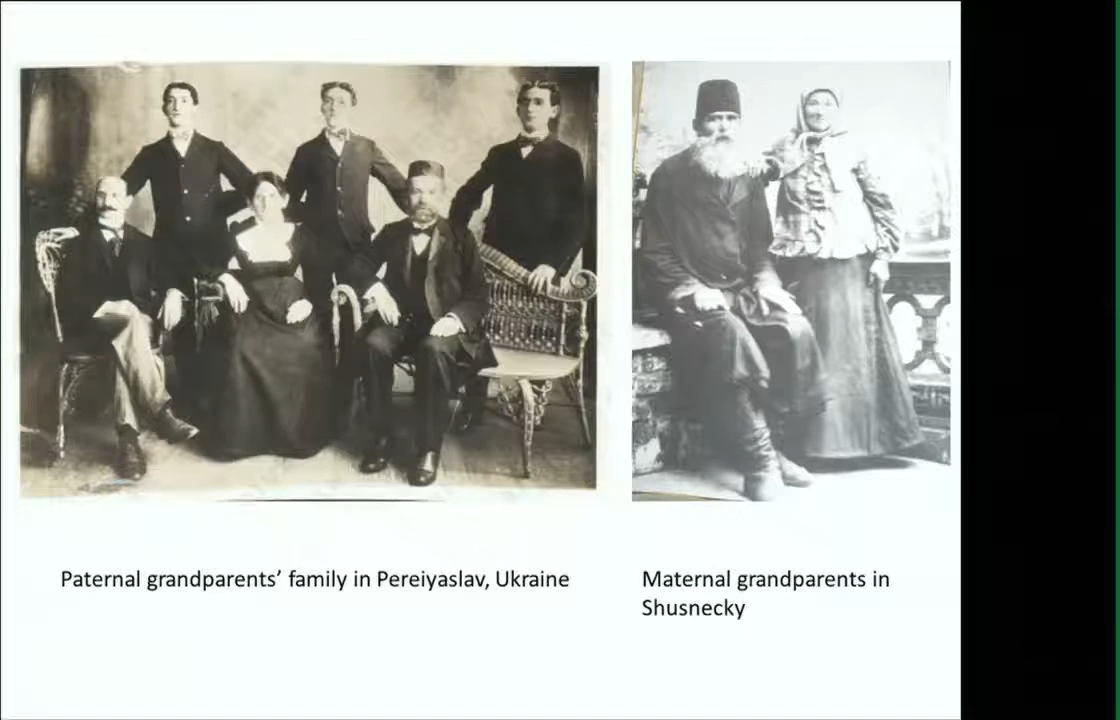 Paternal grandparents’ family in Pereiyaslav, Ukraine
Maternal grandparents in
Shusnecky